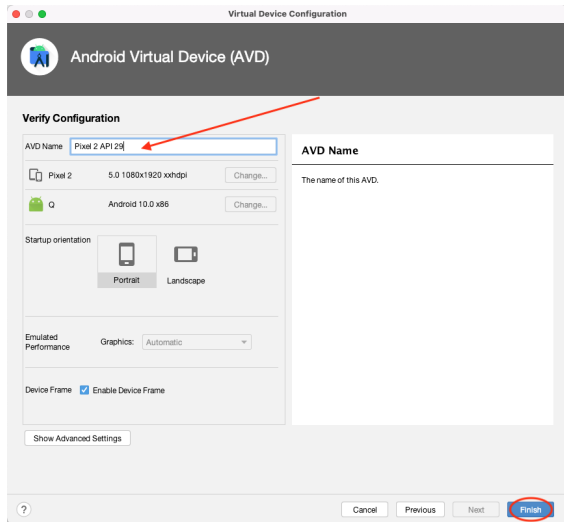 Virtual Device Configuration
Android Virtual Device (AVD)
Verify Configuration
AVD Name Pixel 2 API 29
Pixel 2 5.0 1080x1920 xxhdpi Change...
Q Android 10.0 x86 Change...
Startup orientation
Portrait Landscape
Emulated
Performance Graphics: Automatic
Device Frame Enable Device Frame
Show Advanced Settings
AVD Name
The name of this AVD.
? Cancel Previous Next Finish